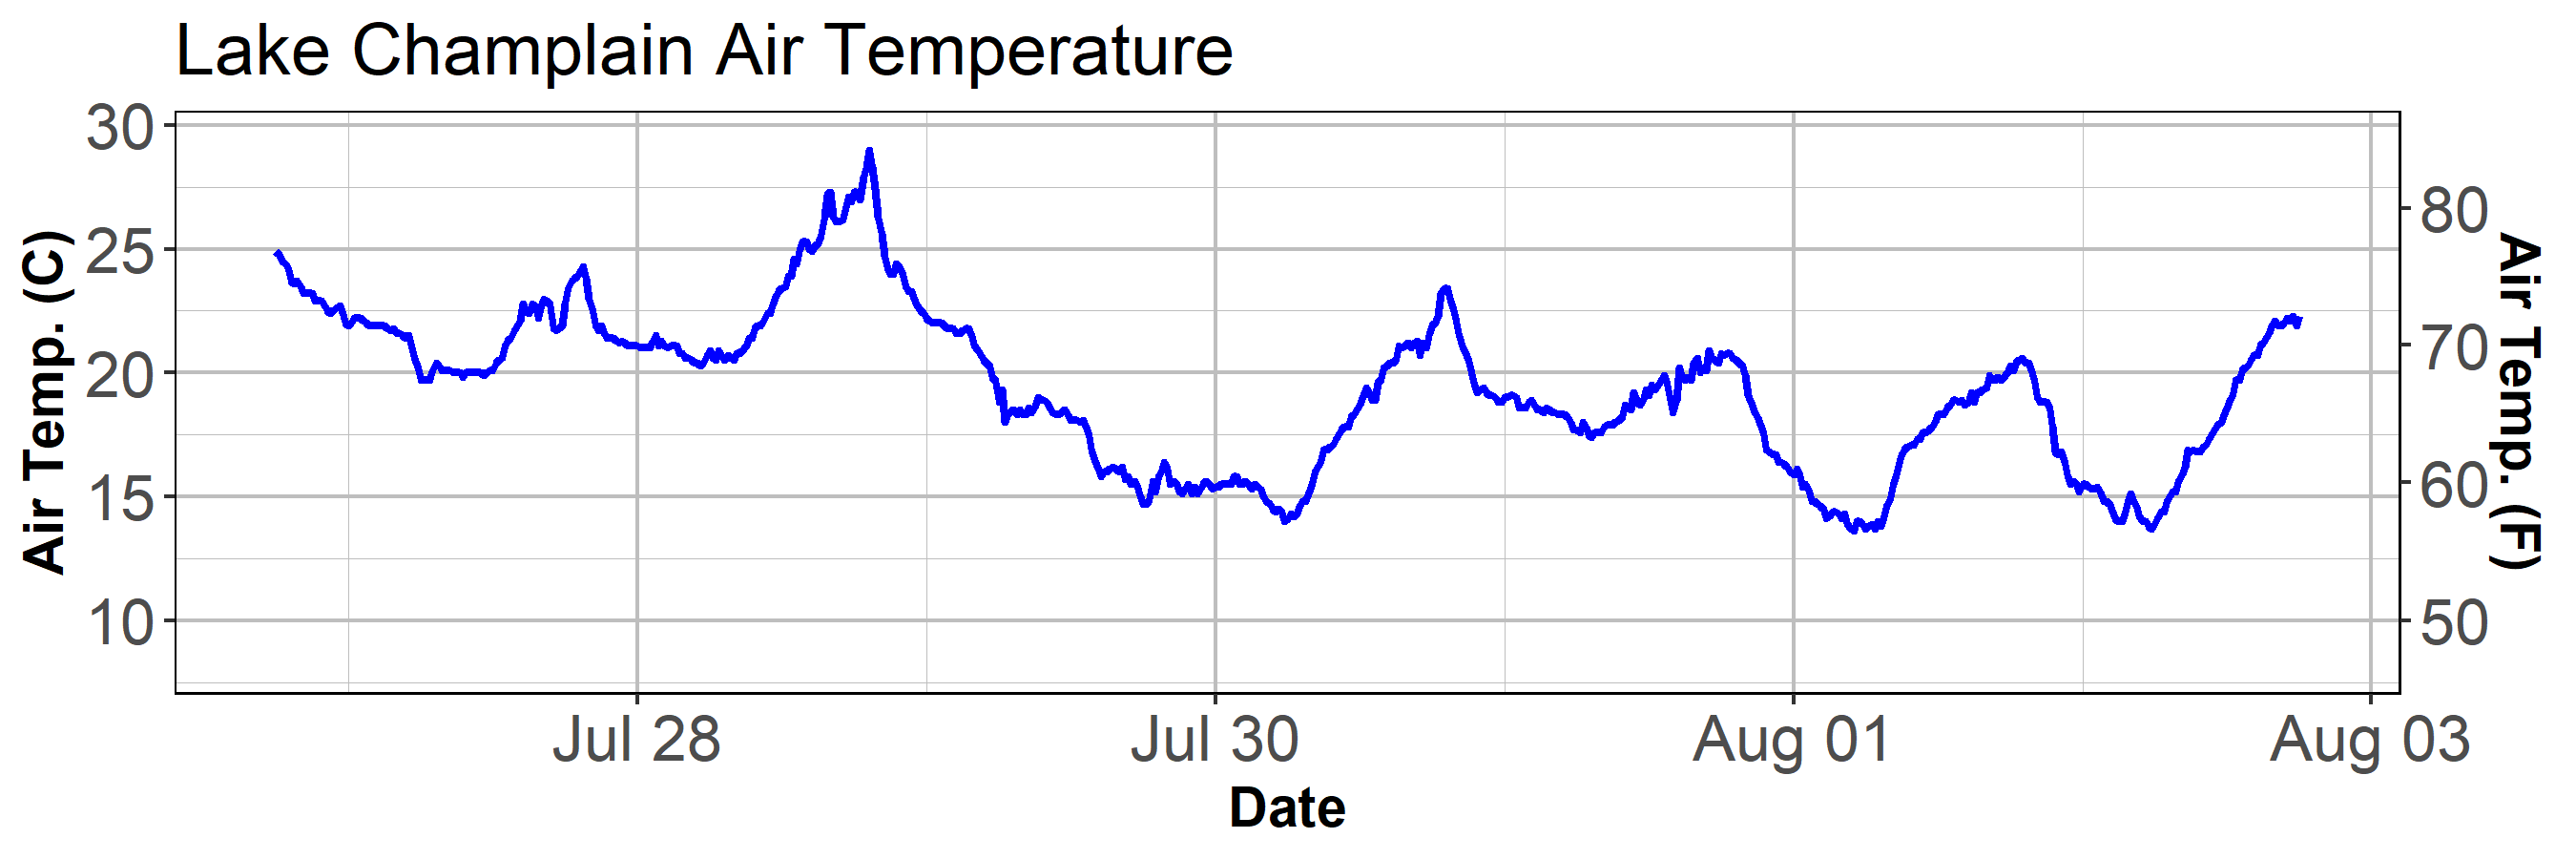 Lake Champlain Air Temperature
30
25
20
15
10
Air Temp. (C)
80
70
60
50
Air Temp. (F)
Jul 28 Jul 30 Aug 01 Aug 03
Date